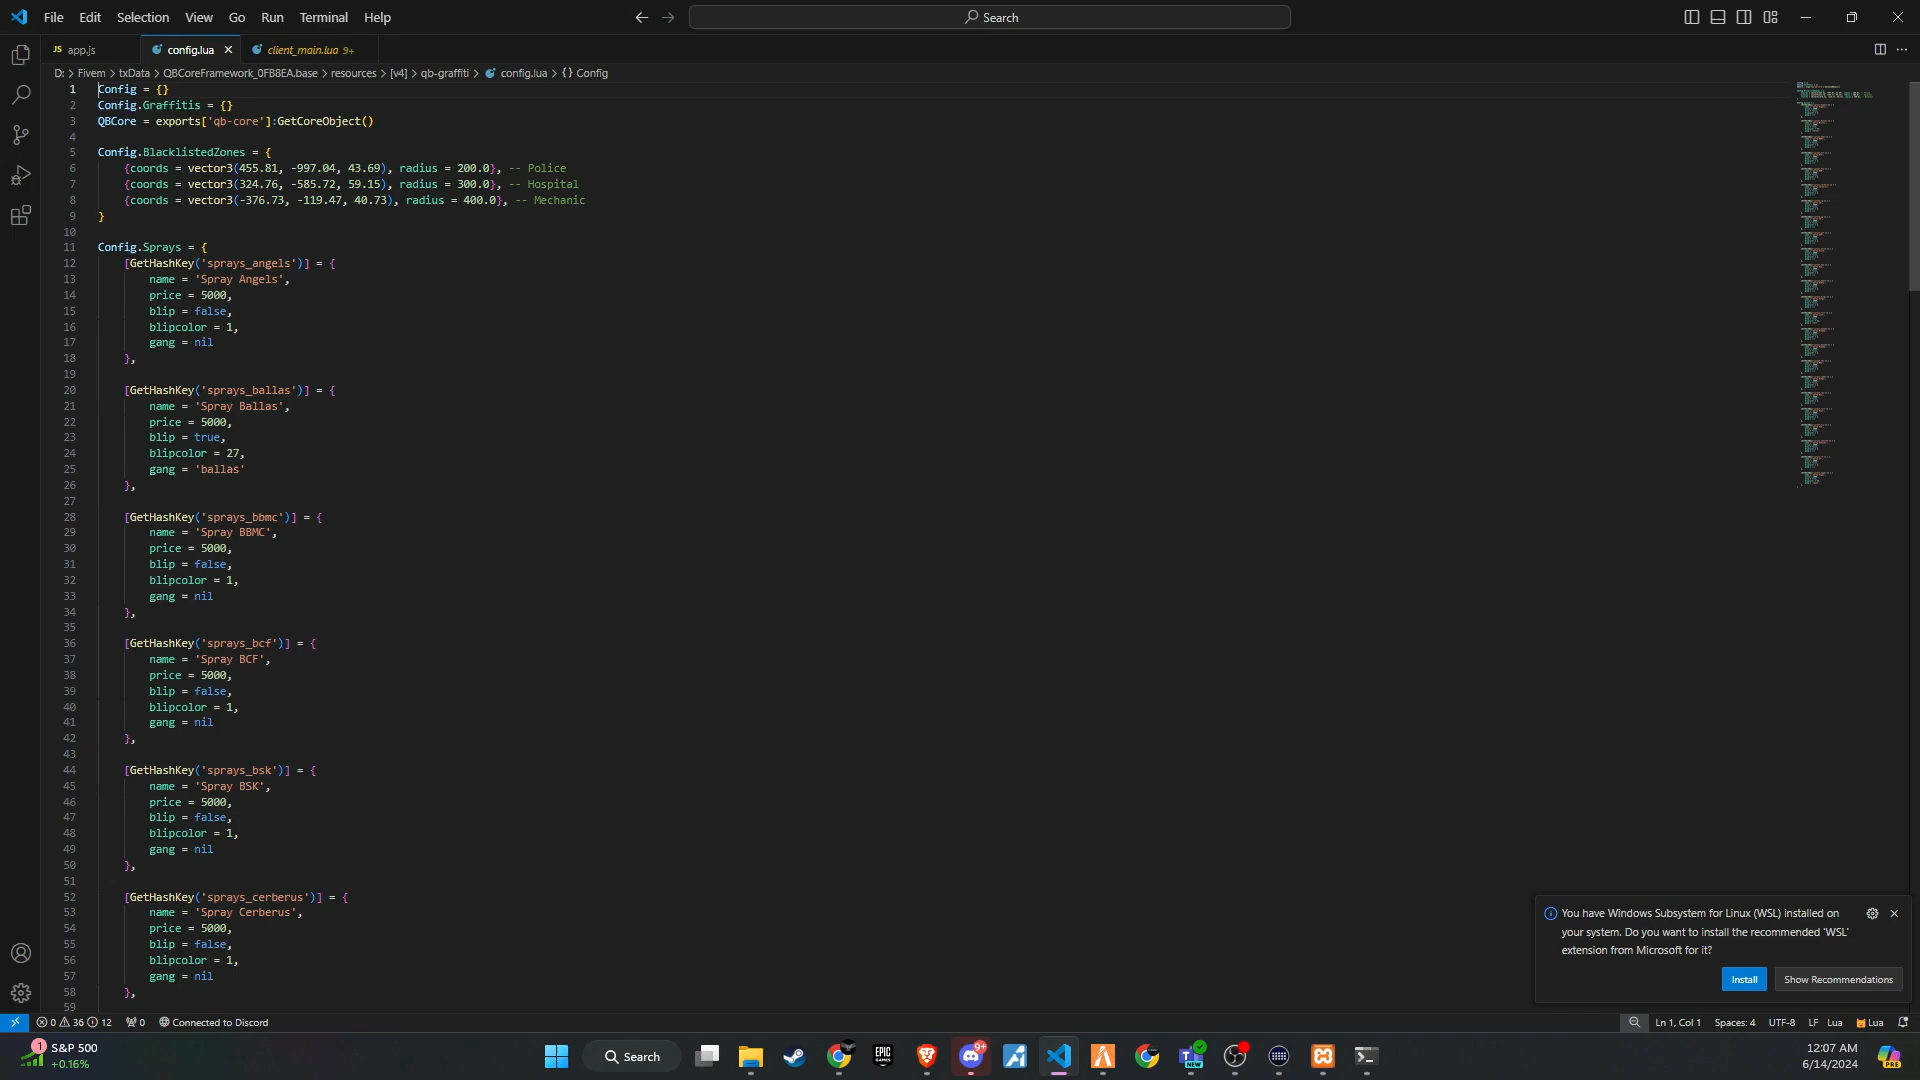 File Edit Selection View Go Run Terminal Help
Search
JS app.js
config.lua
client_main.lua 9+
D: > Fivem > txData > QBCoreFramework_0FB8EA.base > resources > [v4] > qb-graffiti > config.lua > {} Config
1 Config = {}
2 Config.Graffitis = {}
3 QBCore = exports['qb-core']:GetCoreObject()
4
5 Config.BlacklistedZones = {
6 {coords = vector3(455.81, -997.04, 43.69), radius = 200.0}, -- Police
7 {coords = vector3(324.76, -585.72, 59.15), radius = 300.0}, -- Hospital
8 {coords = vector3(-376.73, -119.47, 40.73), radius = 400.0}, -- Mechanic
9 }
10
11 Config.Sprays = {
12 [GetHashKey('sprays_angels')] = {
13 name = 'Spray Angels',
14 price = 5000,
15 blip = false,
16 blipcolor = 1,
17 gang = nil
18 },
19
20 [GetHashKey('sprays_ballas')] = {
21 name = 'Spray Ballas',
22 price = 5000,
23 blip = true,
24 blipcolor = 27,
25 gang = 'ballas'
26 },
27
28 [GetHashKey('sprays_bbmc')] = {
29 name = 'Spray BBMC',
30 price = 5000,
31 blip = false,
32 blipcolor = 1,
33 gang = nil
34 },
35
36 [GetHashKey('sprays_bcf')] = {
37 name = 'Spray BCF',
38 price = 5000,
39 blip = false,
40 blipcolor = 1,
41 gang = nil
42 },
43
44 [GetHashKey('sprays_bsk')] = {
45 name = 'Spray BSK',
46 price = 5000,
47 blip = false,
48 blipcolor = 1,
49 gang = nil
50 },
51
52 [GetHashKey('sprays_cerberus')] = {
53 name = 'Spray Cerberus',
54 price = 5000,
55 blip = false,
56 blipcolor = 1,
57 gang = nil
58 },
59
You have Windows Subsystem for Linux (WSL) installed on
your system. Do you want to install the recommended 'WSL'
extension from Microsoft for it?
Install
Show Recommendations
0 36 12 0 Connected to Discord
Ln 1, Col 1 Spaces: 4 UTF-8 LF Lua Lua
1
S&P 500
+0.16%
Search
EPIC GAMES
9+
NEW
12:07 AM
6/14/2024
PRE